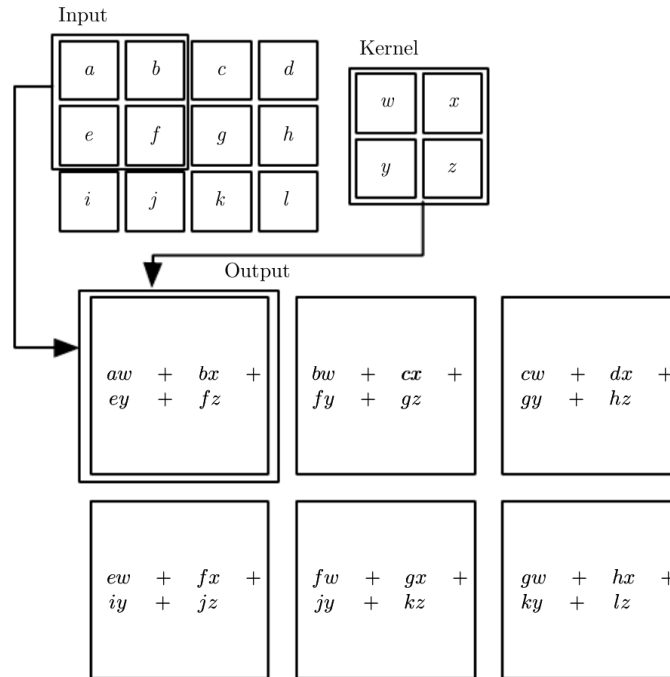 Input
a b c d
e f g h
i j k l
Kernel
w x
y z
Output
aw + bx +
ey + fz
bw + cx +
fy + gz
cw + dx +
gy + hz
ew + fx +
iy + jz
fw + gx +
jy + kz
gw + hx +
ky + lz